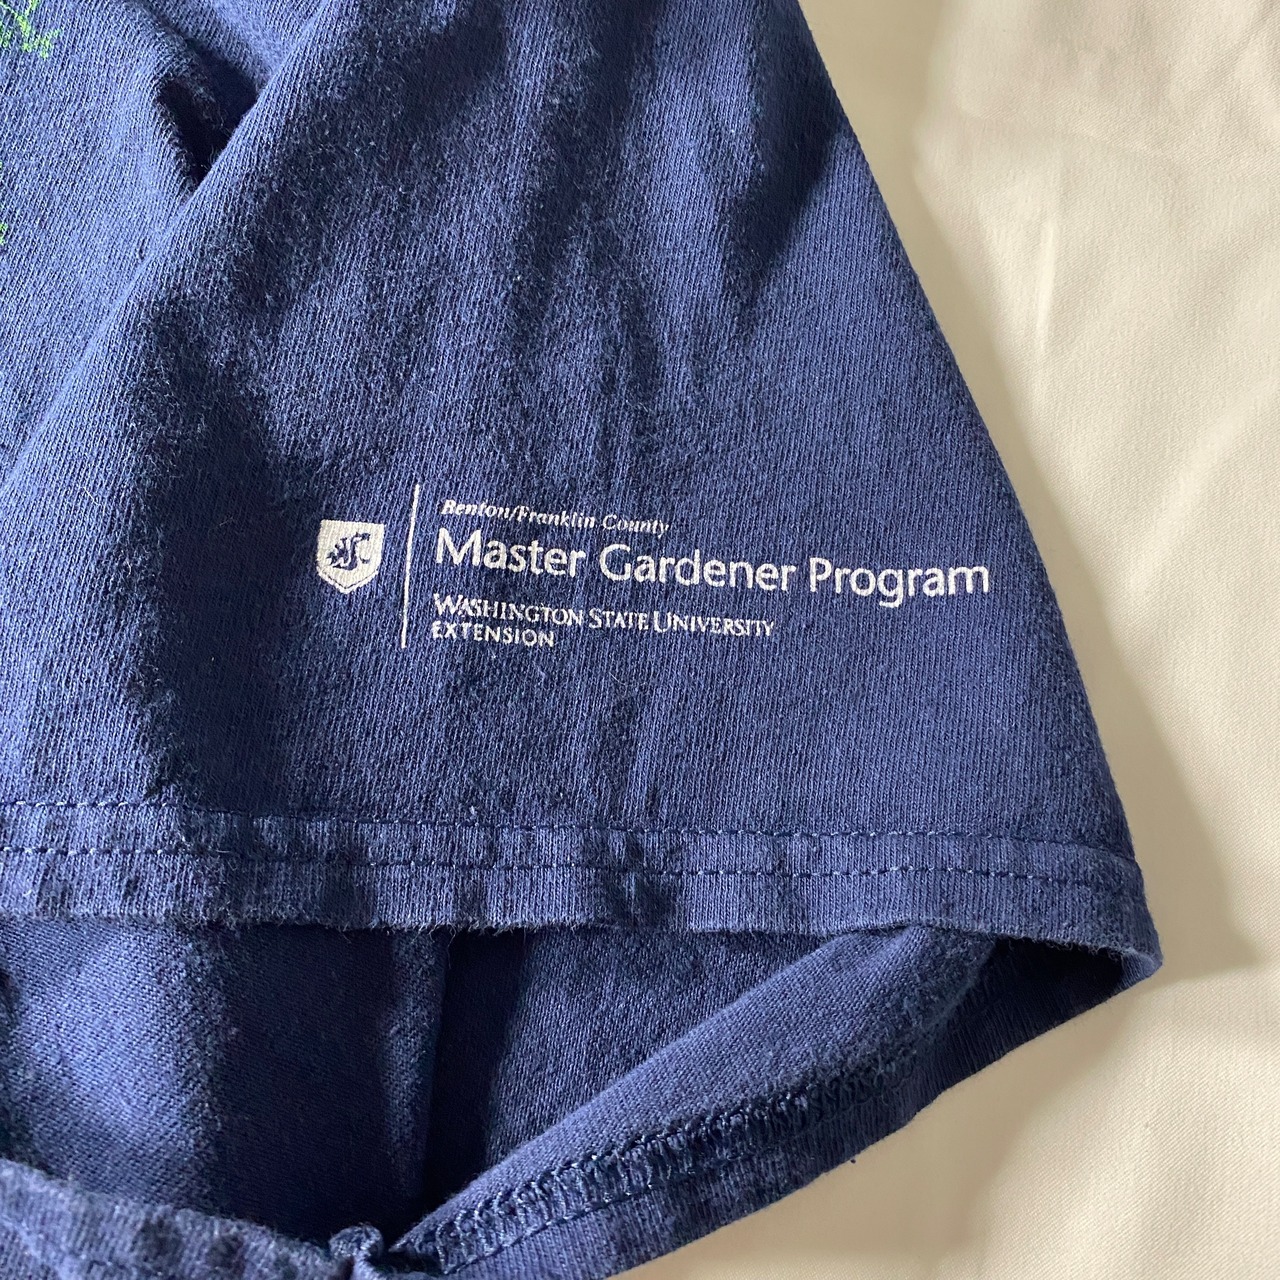 Benton/Franklin County
Master Gardener Program
WASHINGTON STATE UNIVERSITY
EXTENSION